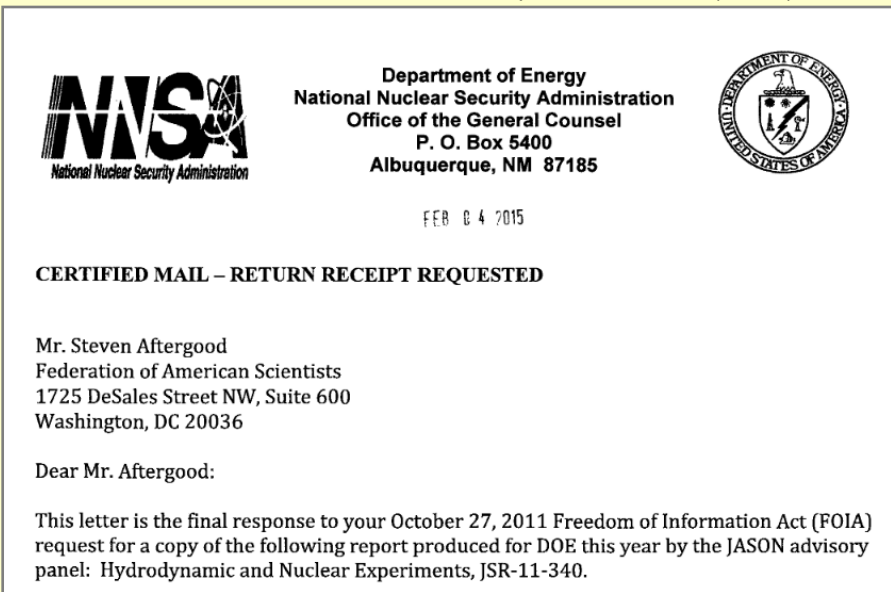 NNSA
National Nuclear Security Administration
Department of Energy
National Nuclear Security Administration
Office of the General Counsel
P. O. Box 5400
Albuquerque, NM 87185
DEPARTMENT OF ENERGY
UNITED STATES OF AMERICA
FEB 04 2015
CERTIFIED MAIL – RETURN RECEIPT REQUESTED
Mr. Steven Aftergood
Federation of American Scientists
1725 DeSales Street NW, Suite 600
Washington, DC 20036
Dear Mr. Aftergood:
This letter is the final response to your October 27, 2011 Freedom of Information Act (FOIA)
request for a copy of the following report produced for DOE this year by the JASON advisory
panel: Hydrodynamic and Nuclear Experiments, JSR-11-340.